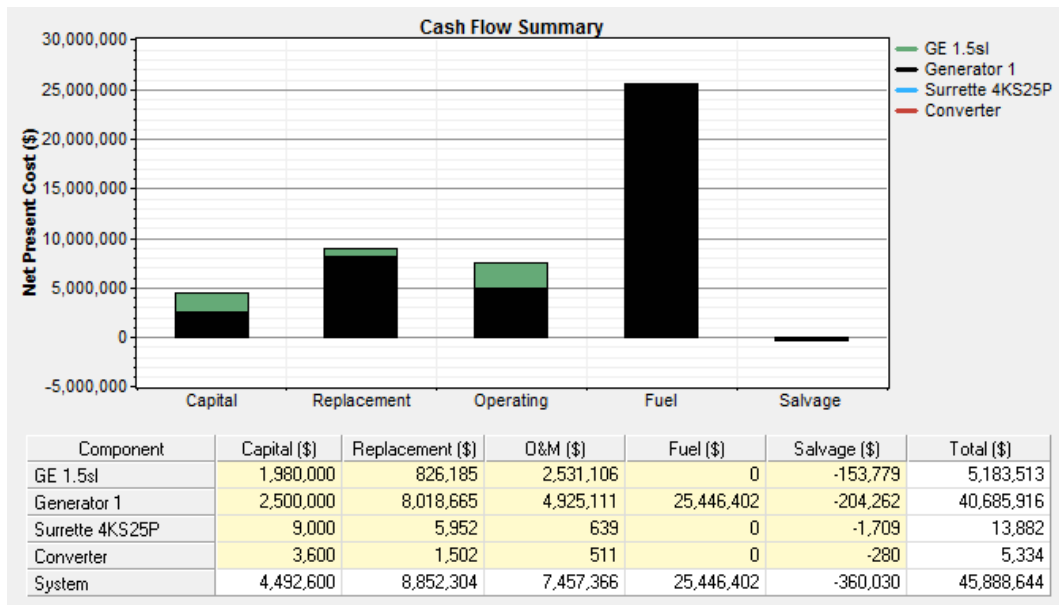 Cash Flow Summary
30,000,000
25,000,000
20,000,000
15,000,000
10,000,000
5,000,000
0
-5,000,000
Net Present Cost ($)
Capital Replacement Operating Fuel Salvage
GE 1.5sl
Generator 1
Surrette 4KS25P
Converter
Component Capital ($) Replacement ($) O&M ($) Fuel ($) Salvage ($) Total ($)
GE 1.5sl 1,980,000 826,185 2,531,106 0 -153,779 5,183,513
Generator 1 2,500,000 8,018,665 4,925,111 25,446,402 -204,262 40,685,916
Surrette 4KS25P 9,000 5,952 639 0 -1,709 13,882
Converter 3,600 1,502 511 0 -280 5,334
System 4,492,600 8,852,304 7,457,366 25,446,402 -360,030 45,888,644